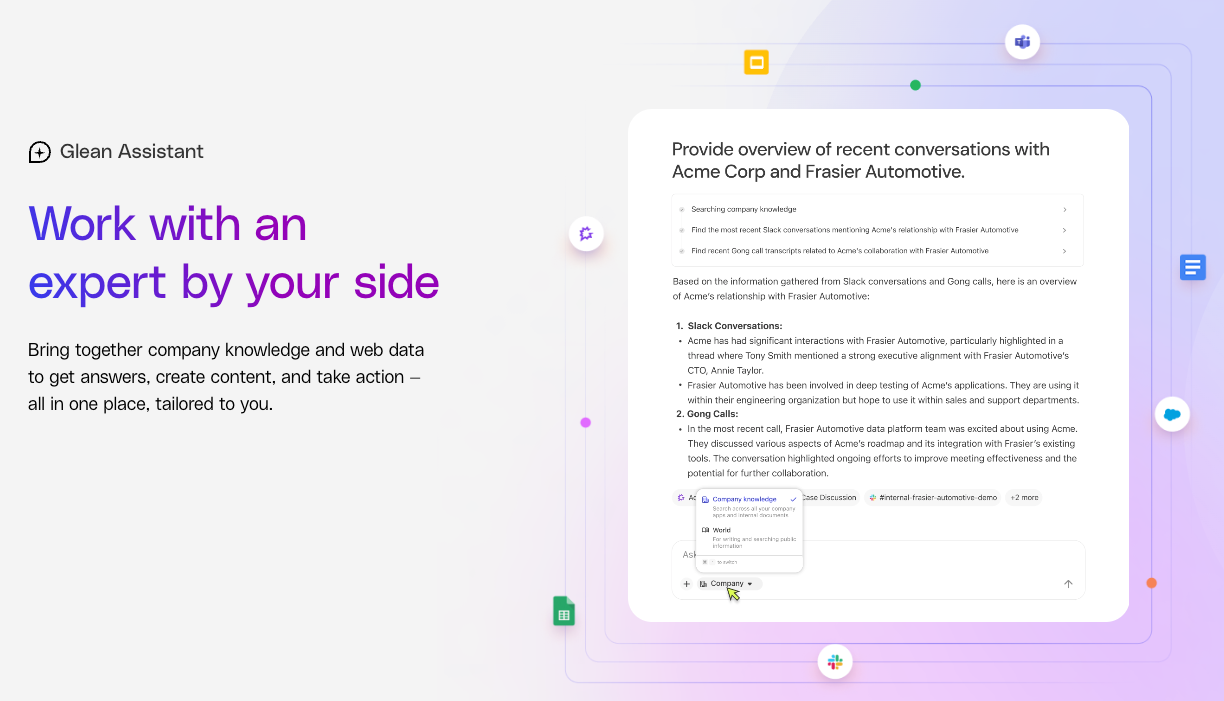 Glean Assistant
Work with an
expert by your side
Bring together company knowledge and web data
to get answers, create content, and take action —
all in one place, tailored to you.
Provide overview of recent conversations with
Acme Corp and Frasier Automotive.
Searching company knowledge
Find the most recent Slack conversations mentioning Acme's relationship with Frasier Automotive
Find recent Gong call transcripts related to Acme's collaboration with Frasier Automotive
Based on the information gathered from Slack conversations and Gong calls, here is an overview
of Acme's relationship with Frasier Automotive:
1. Slack Conversations:
• Acme has had significant interactions with Frasier Automotive, particularly highlighted in a
thread where Tony Smith mentioned a strong executive alignment with Frasier Automotive's
CTO, Annie Taylor.
• Frasier Automotive has been involved in deep testing of Acme's applications. They are using it
within their engineering organization but hope to use it within sales and support departments.
2. Gong Calls:
• In the most recent call, Frasier Automotive data platform team was excited about using Acme.
They discussed various aspects of Acme's roadmap and its integration with Frasier's existing
tools. The conversation highlighted ongoing efforts to improve meeting effectiveness and the
potential for further collaboration.
Case Discussion
#internal-frasier-automotive-demo
+2 more
Company knowledge
Search across all your company
apps and internal documents
World
For writing and searching public
information
to switch
Ask
Company